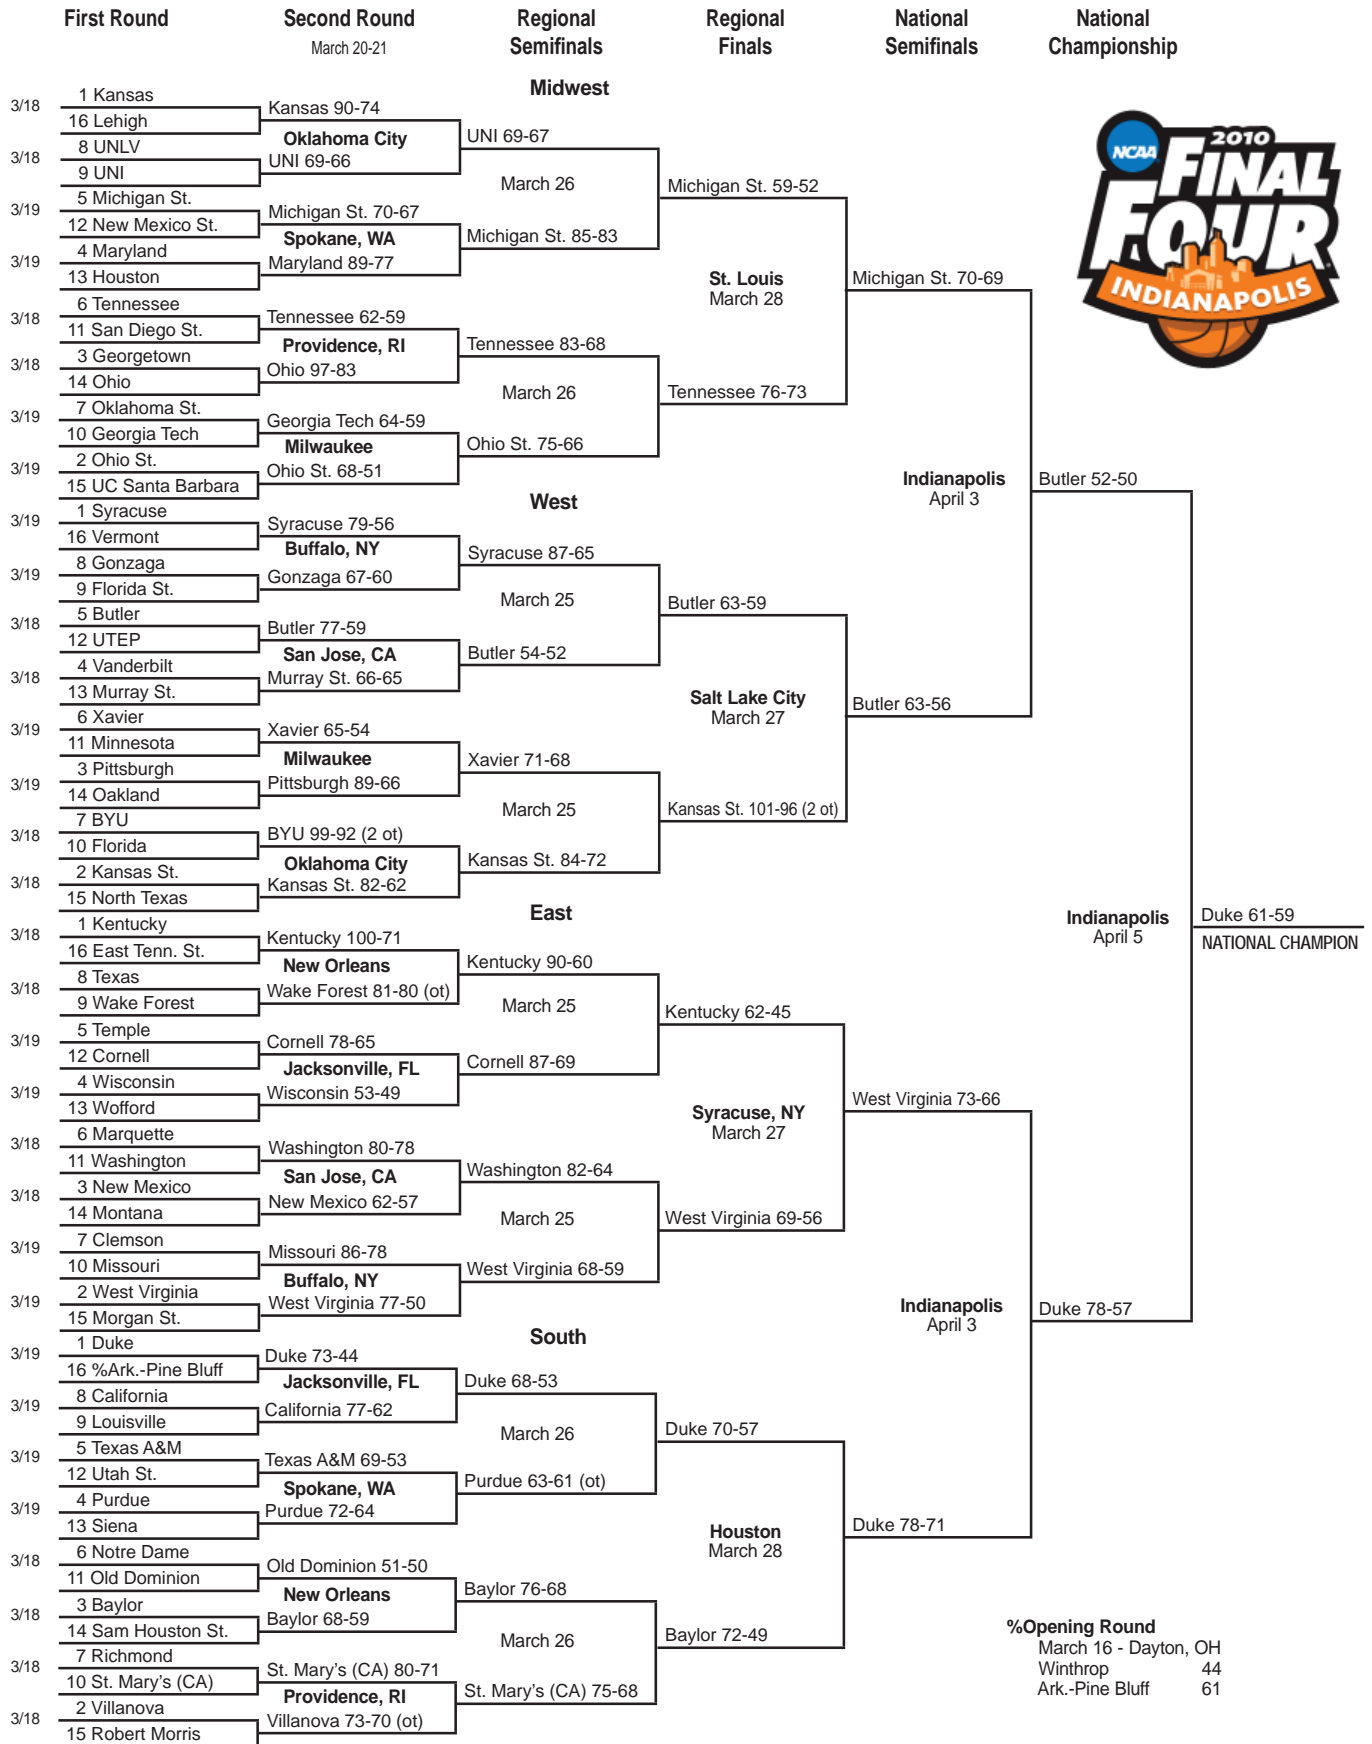 First Round Second Round Regional Regional National National
March 20-21 Semifinals Finals Semifinals Championship
Midwest
1 Kansas
3/18
Kansas 90-74
16 Lehigh
Oklahoma City
UNI 69-67
8 UNLV
3/18
UNI 69-66
9 UNI
March 26
Michigan St. 59-52
5 Michigan St.
3/19
Michigan St. 70-67
12 New Mexico St.
Spokane, WA
Michigan St. 85-83
4 Maryland
3/19
Maryland 89-77
13 Houston
St. Louis
March 28
Michigan St. 70-69
6 Tennessee
3/18
Tennessee 62-59
11 San Diego St.
Providence, RI
Tennessee 83-68
3 Georgetown
3/18
Ohio 97-83
14 Ohio
March 26
Tennessee 76-73
7 Oklahoma St.
3/19
Georgia Tech 64-59
10 Georgia Tech
Milwaukee
Ohio St. 75-66
2 Ohio St.
3/19
Ohio St. 68-51
15 UC Santa Barbara
Indianapolis
April 3
Butler 52-50
West
1 Syracuse
3/19
Syracuse 79-56
16 Vermont
Buffalo, NY
Syracuse 87-65
8 Gonzaga
3/19
Gonzaga 67-60
9 Florida St.
March 25
Butler 63-59
5 Butler
3/18
Butler 77-59
12 UTEP
San Jose, CA
Butler 54-52
4 Vanderbilt
3/18
Murray St. 66-65
13 Murray St.
Salt Lake City
March 27
Butler 63-56
6 Xavier
3/19
Xavier 65-54
11 Minnesota
Milwaukee
Xavier 71-68
3 Pittsburgh
3/19
Pittsburgh 89-66
14 Oakland
March 25
Kansas St. 101-96 (2 ot)
7 BYU
3/18
BYU 99-92 (2 ot)
10 Florida
Oklahoma City
Kansas St. 84-72
2 Kansas St.
3/18
Kansas St. 82-62
15 North Texas
East
Indianapolis
April 5
Duke 61-59
NATIONAL CHAMPION
1 Kentucky
3/18
Kentucky 100-71
16 East Tenn. St.
New Orleans
Kentucky 90-60
8 Texas
3/18
Wake Forest 81-80 (ot)
9 Wake Forest
March 25
Kentucky 62-45
5 Temple
3/19
Cornell 78-65
12 Cornell
Jacksonville, FL
Cornell 87-69
4 Wisconsin
3/19
Wisconsin 53-49
13 Wofford
Syracuse, NY
March 27
West Virginia 73-66
6 Marquette
3/18
Washington 80-78
11 Washington
San Jose, CA
Washington 82-64
3 New Mexico
3/18
New Mexico 62-57
14 Montana
March 25
West Virginia 69-56
7 Clemson
3/19
Missouri 86-78
10 Missouri
Buffalo, NY
West Virginia 68-59
2 West Virginia
3/19
West Virginia 77-50
15 Morgan St.
Indianapolis
April 3
Duke 78-57
South
1 Duke
3/19
Duke 73-44
16 %Ark.-Pine Bluff
Jacksonville, FL
Duke 68-53
8 California
3/19
California 77-62
9 Louisville
March 26
Duke 70-57
5 Texas A&M
3/19
Texas A&M 69-53
12 Utah St.
Spokane, WA
Purdue 63-61 (ot)
4 Purdue
3/19
Purdue 72-64
13 Siena
Houston
March 28
Duke 78-71
6 Notre Dame
3/18
Old Dominion 51-50
11 Old Dominion
New Orleans
Baylor 76-68
3 Baylor
3/18
Baylor 68-59
14 Sam Houston St.
March 26
Baylor 72-49
7 Richmond
3/18
St. Mary's (CA) 80-71
10 St. Mary's (CA)
Providence, RI
St. Mary's (CA) 75-68
2 Villanova
3/18
Villanova 73-70 (ot)
15 Robert Morris
NCAA
2010
FINAL
FOUR
INDIANAPOLIS
%Opening Round
March 16 - Dayton, OH
Winthrop 44
Ark.-Pine Bluff 61